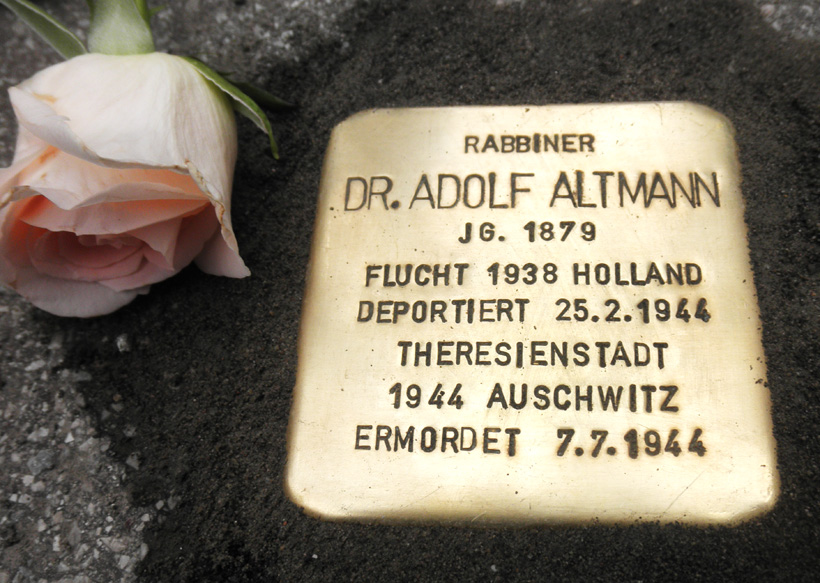 RABBINER
DR. ADOLF ALTMANN
JG. 1879
FLUCHT 1938 HOLLAND
DEPORTIERT 25.2.1944
THERESIENSTADT
1944 AUSCHWITZ
ERMORDET 7.7.1944